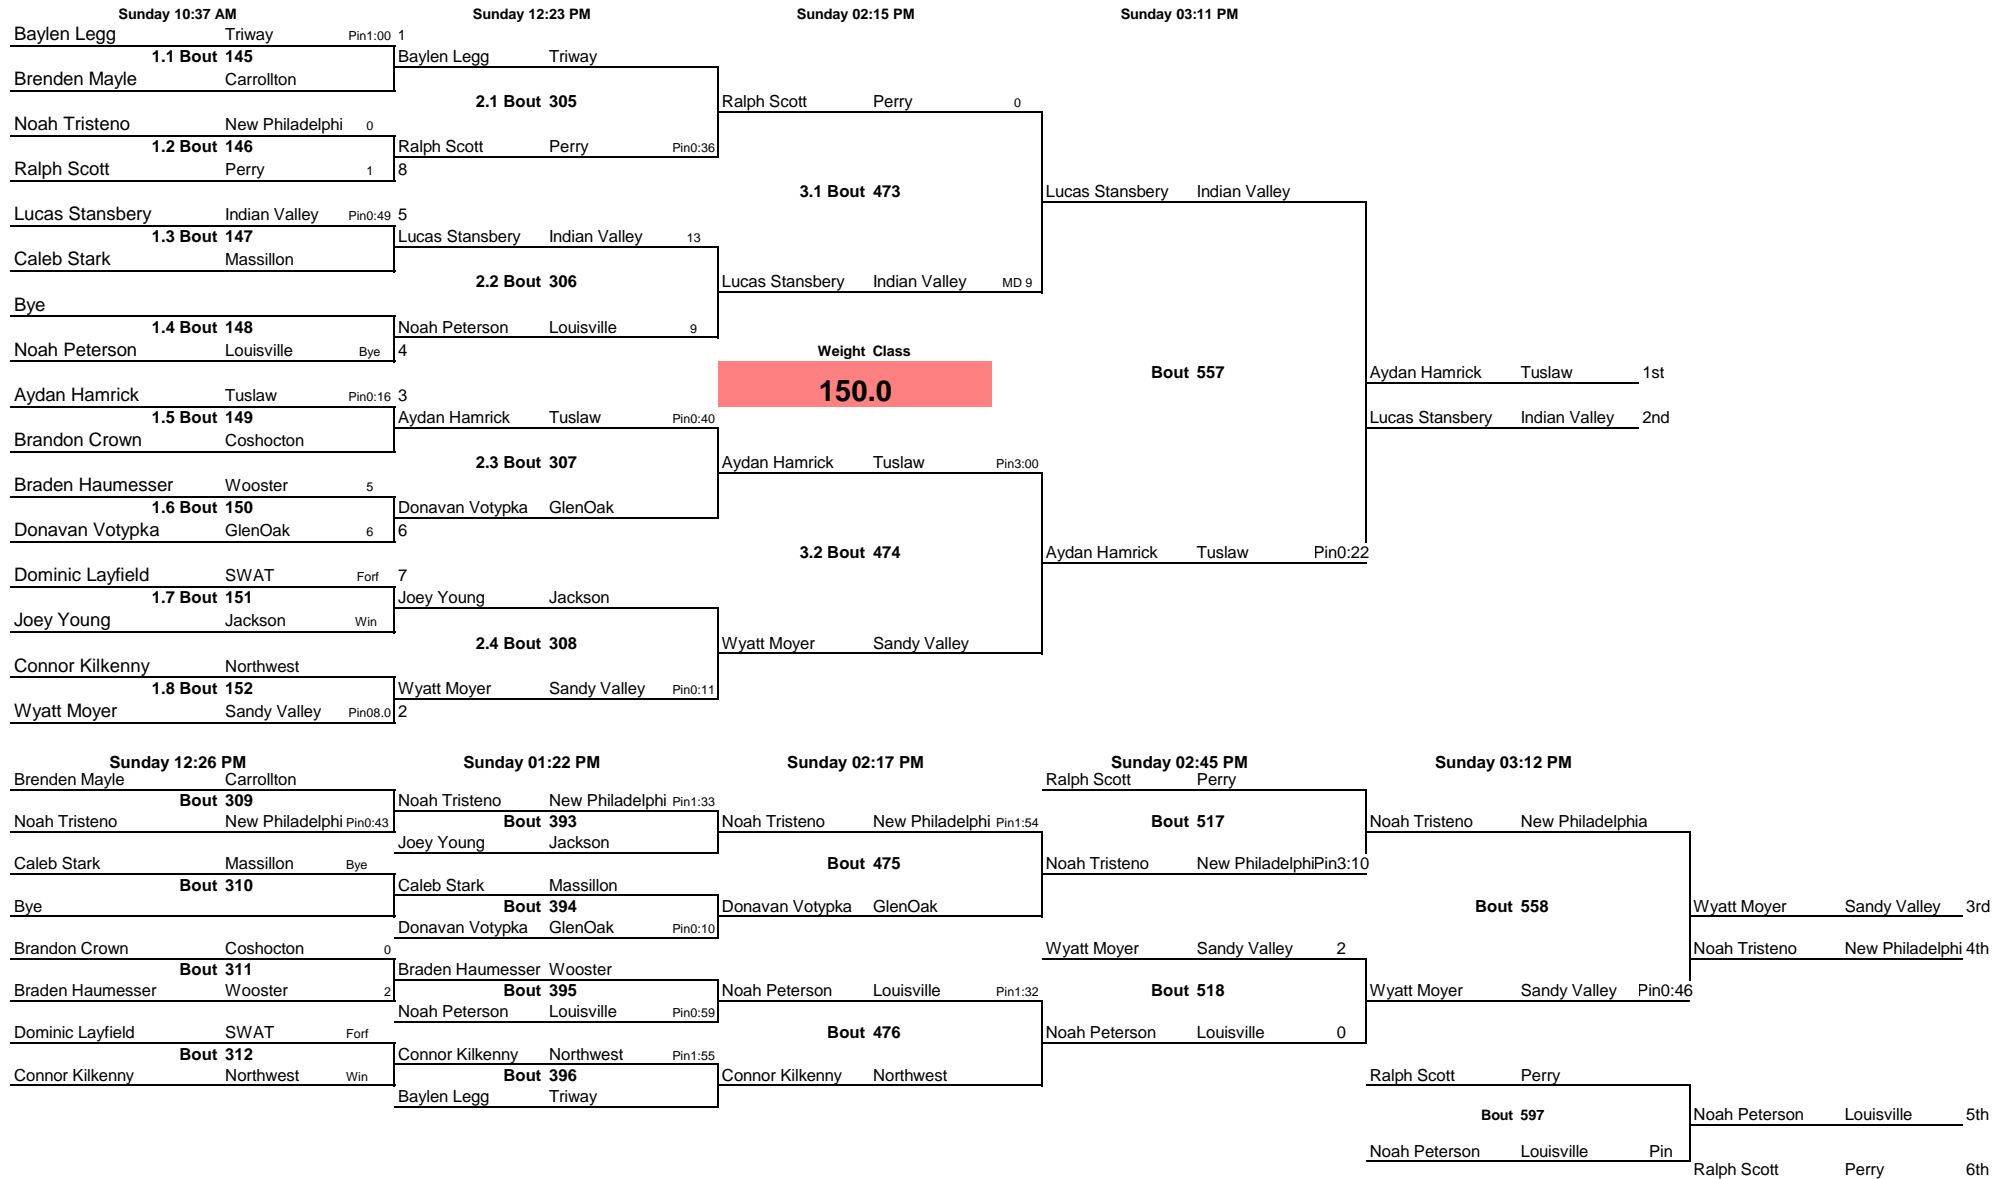 Sunday 10:37 AM Sunday 12:23 PM Sunday 02:15 PM Sunday 03:11 PM
Baylen Legg Triway Pin1:00 1
1.1 Bout 145 Baylen Legg Triway
Brenden Mayle Carrollton
2.1 Bout 305 Ralph Scott Perry 0
Noah Tristeno New Philadelphi 0
1.2 Bout 146 Ralph Scott Perry Pin0:36
Ralph Scott Perry 1 8
3.1 Bout 473 Lucas Stansbery Indian Valley
Lucas Stansbery Indian Valley Pin0:49 5
1.3 Bout 147 Lucas Stansbery Indian Valley 13
Caleb Stark Massillon
2.2 Bout 306 Lucas Stansbery Indian Valley MD 9
Bye
1.4 Bout 148 Noah Peterson Louisville 9
Noah Peterson Louisville Bye 4 Weight Class
Bout 557 Aydan Hamrick Tuslaw 1st
Aydan Hamrick Tuslaw Pin0:16 3 150.0
1.5 Bout 149 Aydan Hamrick Tuslaw Pin0:40 Lucas Stansbery Indian Valley 2nd
Brandon Crown Coshocton
2.3 Bout 307 Aydan Hamrick Tuslaw Pin3:00
Braden Haumesser Wooster 5
1.6 Bout 150 Donavan Votypka GlenOak
Donavan Votypka GlenOak 6 6
3.2 Bout 474 Aydan Hamrick Tuslaw Pin0:22
Dominic Layfield SWAT Forf 7
1.7 Bout 151 Joey Young Jackson
Joey Young Jackson Win
2.4 Bout 308 Wyatt Moyer Sandy Valley
Connor Kilkenny Northwest
1.8 Bout 152 Wyatt Moyer Sandy Valley Pin0:11
Wyatt Moyer Sandy Valley Pin08.0 2
Sunday 12:26 PM Sunday 01:22 PM Sunday 02:17 PM Sunday 02:45 PM Sunday 03:12 PM
Brenden Mayle Carrollton Ralph Scott Perry
Bout 309 Noah Tristeno New Philadelphi Pin1:33
Noah Tristeno New Philadelphi Pin0:43 Bout 393 Noah Tristeno New Philadelphi Pin1:54 Bout 517 Noah Tristeno New Philadelphia
Joey Young Jackson
Caleb Stark Massillon Bye Bout 475 Noah Tristeno New PhiladelphiPin3:10
Bout 310 Caleb Stark Massillon
Bye Bout 394 Donavan Votypka GlenOak Bout 558 Wyatt Moyer Sandy Valley 3rd
Donavan Votypka GlenOak Pin0:10
Brandon Crown Coshocton 0 Wyatt Moyer Sandy Valley 2 Noah Tristeno New Philadelphi 4th
Bout 311 Braden Haumesser Wooster
Braden Haumesser Wooster 2 Bout 395 Noah Peterson Louisville Pin1:32 Bout 518 Wyatt Moyer Sandy Valley Pin0:46
Noah Peterson Louisville Pin0:59
Dominic Layfield SWAT Forf Bout 476 Noah Peterson Louisville 0
Bout 312 Connor Kilkenny Northwest Pin1:55
Connor Kilkenny Northwest Win Bout 396 Connor Kilkenny Northwest Ralph Scott Perry
Baylen Legg Triway
Bout 597 Noah Peterson Louisville 5th
Noah Peterson Louisville Pin
Ralph Scott Perry 6th